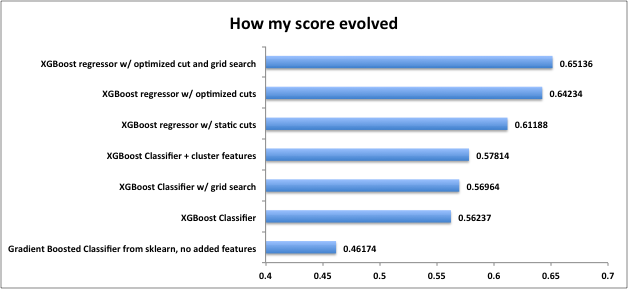 How my score evolved
XGBoost regressor w/ optimized cut and grid search 0.65136
XGBoost regressor w/ optimized cuts 0.64234
XGBoost regressor w/ static cuts 0.61188
XGBoost Classifier + cluster features 0.57814
XGBoost Classifier w/ grid search 0.56964
XGBoost Classifier 0.56237
Gradient Boosted Classifier from sklearn, no added features 0.46174
0.4 0.45 0.5 0.55 0.6 0.65 0.7